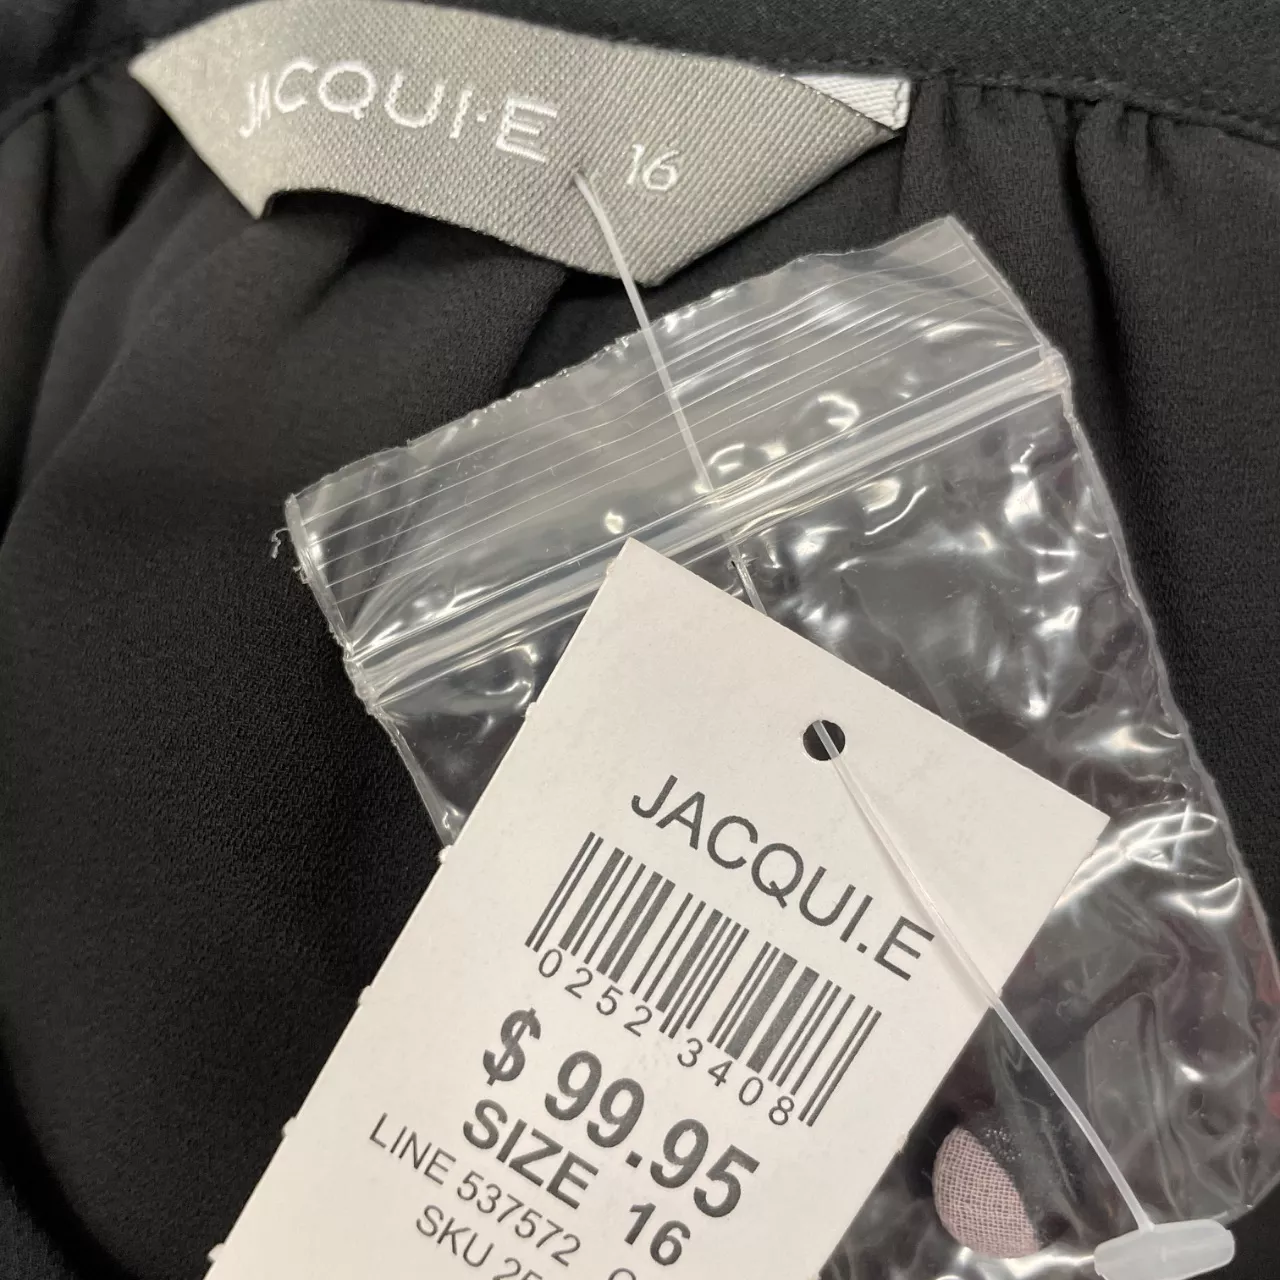 JACQUI·E
16
JACQUI.E
0252 3408
$ 99.95
SIZE 16
LINE 537572
SKU